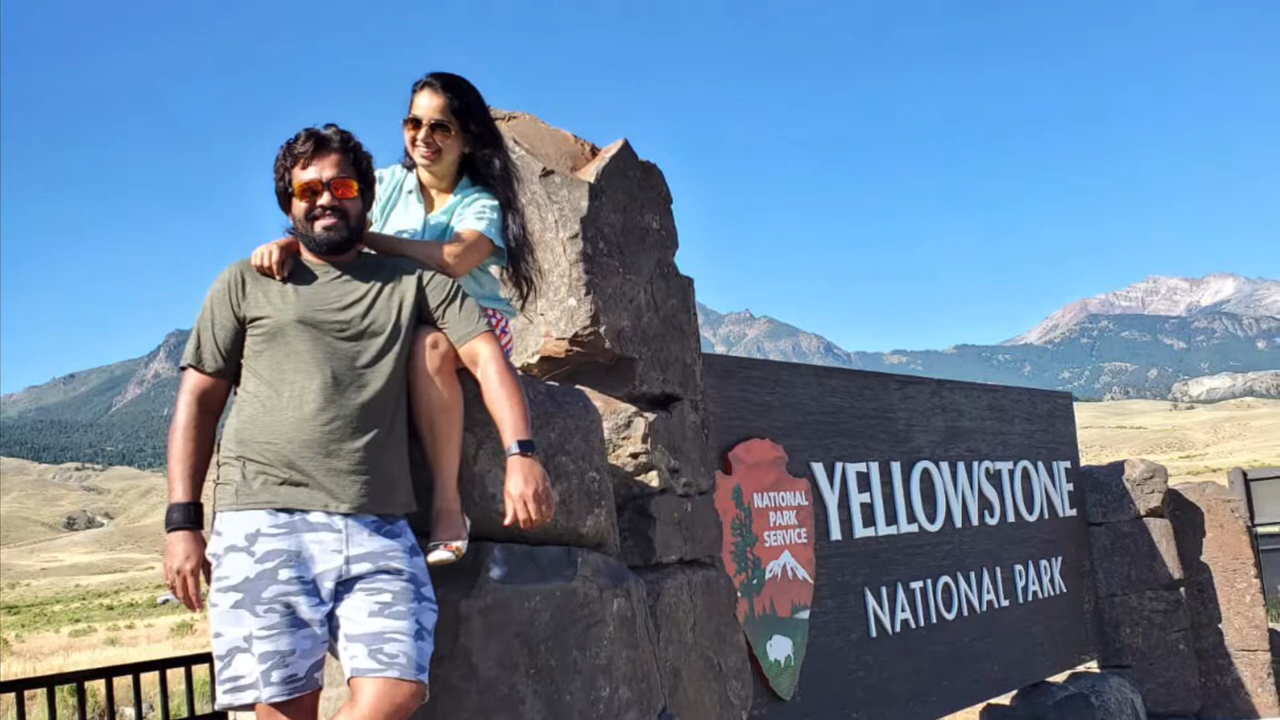 NATIONAL
PARK
SERVICE
YELLOWSTONE
NATIONAL PARK